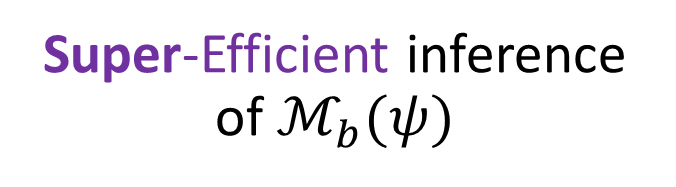 Super-Efficient inference
of ℳ_b(ψ)